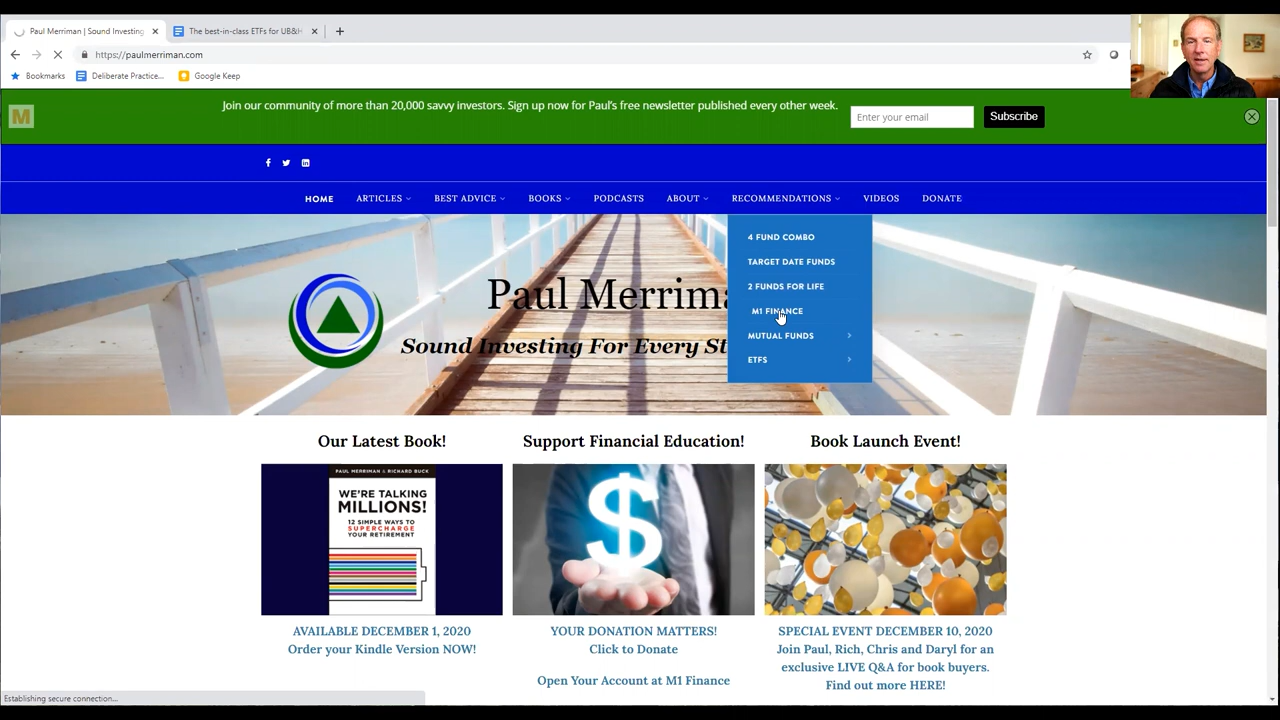 Paul Merriman | Sound Investing
The best-in-class ETFs for UB&H
https://paulmerriman.com
Bookmarks
Deliberate Practice...
Google Keep
M
Join our community of more than 20,000 savvy investors. Sign up now for Paul's free newsletter published every other week.
Enter your email
Subscribe
HOME
ARTICLES
BEST ADVICE
BOOKS
PODCASTS
ABOUT
RECOMMENDATIONS
VIDEOS
DONATE
4 FUND COMBO
TARGET DATE FUNDS
2 FUNDS FOR LIFE
M1 FINANCE
MUTUAL FUNDS
ETFS
Paul Merrima
Sound Investing For Every St
Our Latest Book!
PAUL MERRIMAN & RICHARD BUCK
WE'RE TALKING
MILLIONS!
12 SIMPLE WAYS TO
SUPERCHARGE
YOUR RETIREMENT
AVAILABLE DECEMBER 1, 2020
Order your Kindle Version NOW!
Support Financial Education!
YOUR DONATION MATTERS!
Click to Donate
Open Your Account at M1 Finance
Book Launch Event!
SPECIAL EVENT DECEMBER 10, 2020
Join Paul, Rich, Chris and Daryl for an
exclusive LIVE Q&A for book buyers.
Find out more HERE!
Establishing secure connection...